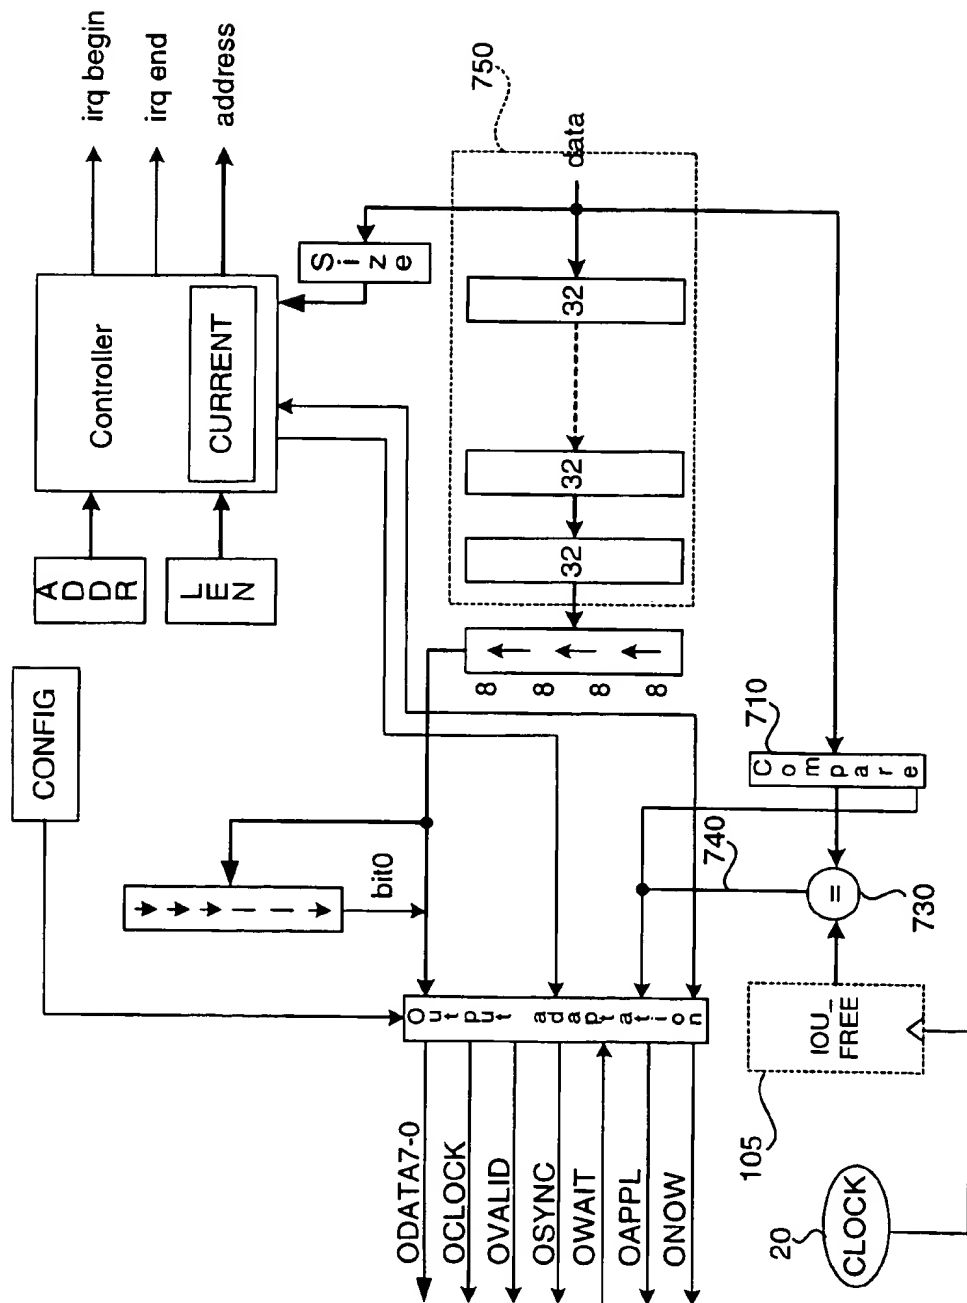 irq begin
irq end
address
Controller
CURRENT
ADDR
LEN
CONFIG
Size
750
data
32
32
32
8
8
8
8
bit0
Output adaptation
ODATA7-0
OCLOCK
OVALID
OSYNC
OWAIT
OAPPL
ONOW
710
Compare
740
=
730
IOU_
FREE
105
20
CLOCK